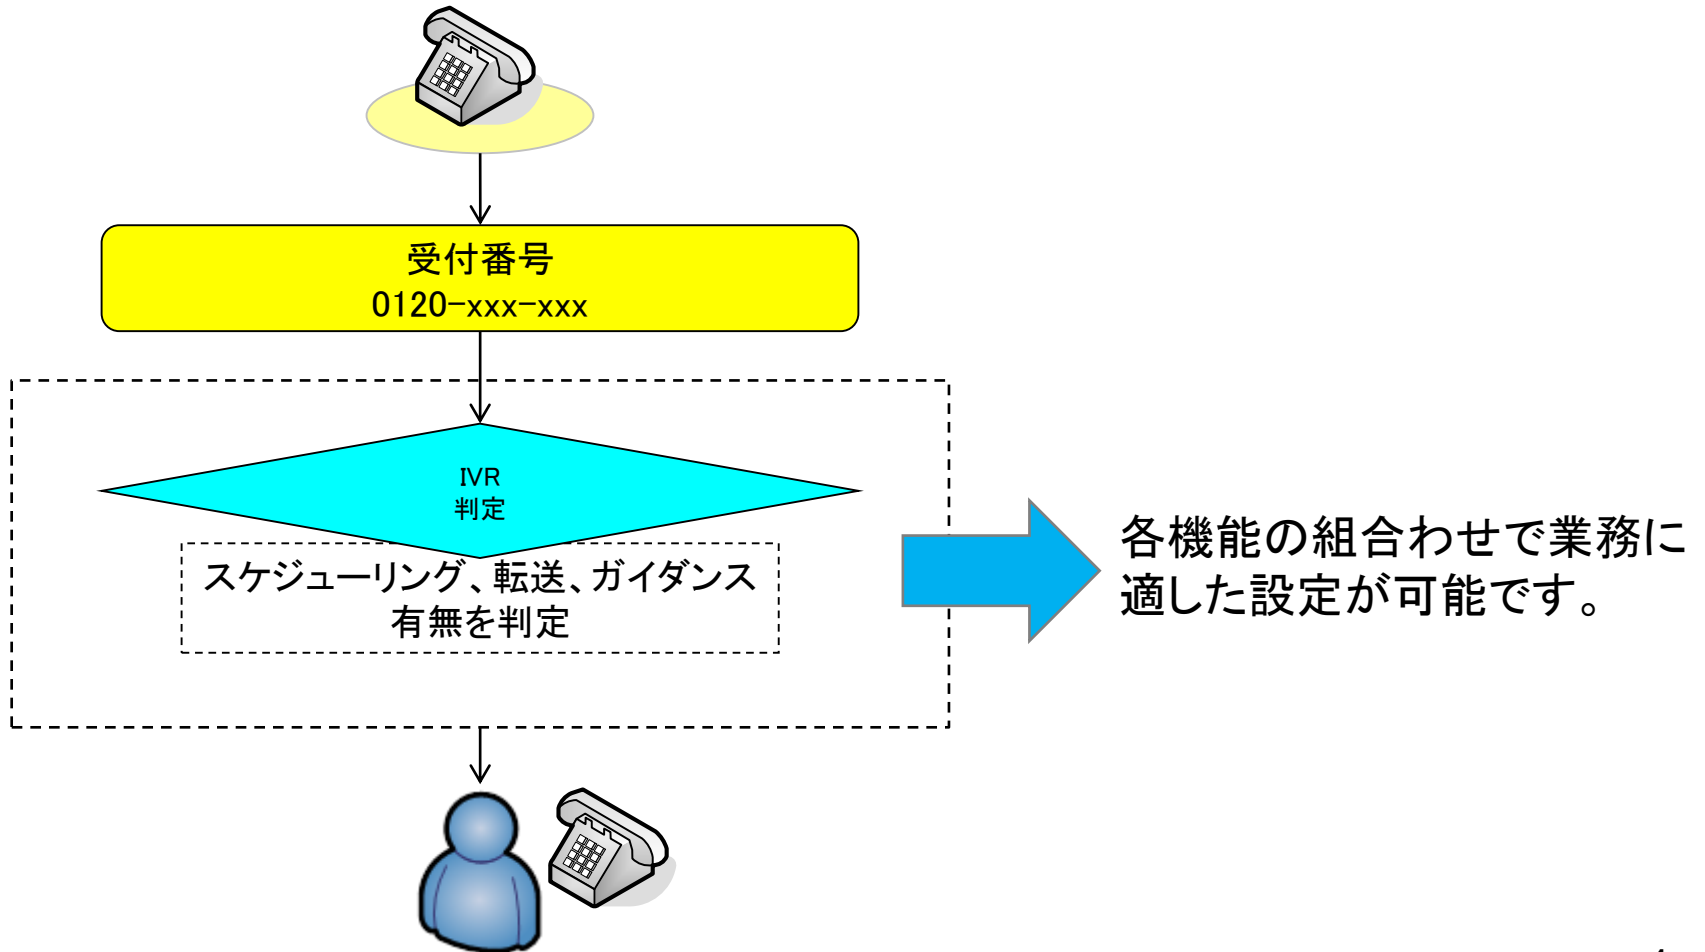 受付番号
0120-xxx-xxx
IVR
判定
スケジューリング、転送、ガイダンス
有無を判定
各機能の組合わせで業務に
適した設定が可能です。